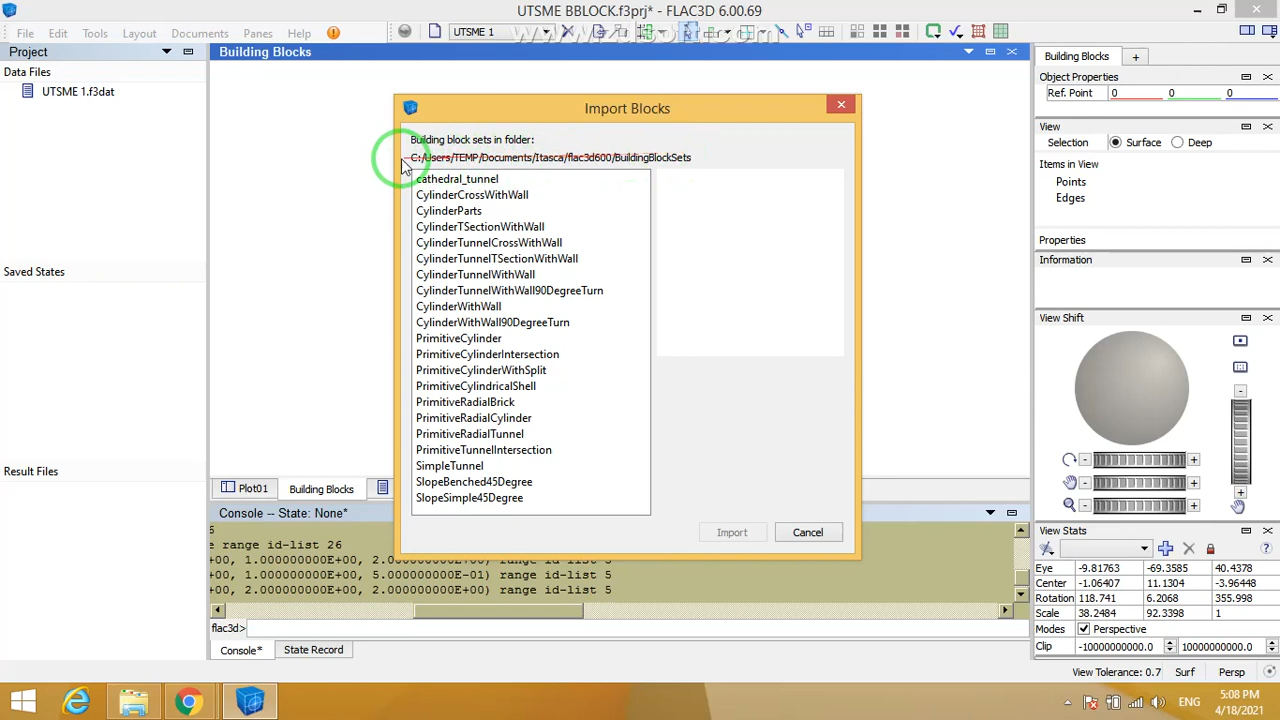 UTSME BBLOCK.f3prj* - FLAC3D 6.00.69
File Edit Tools Layout Documents Panes Help
UTSME 1
Project
Data Files
UTSME 1.f3dat
Saved States
Result Files
Building Blocks
Import Blocks
Building block sets in folder:
C:/Users/TEMP/Documents/Itasca/flac3d600/BuildingBlockSets
cathedral_tunnel
CylinderCrossWithWall
CylinderParts
CylinderTSectionWithWall
CylinderTunnelCrossWithWall
CylinderTunnelTSectionWithWall
CylinderTunnelWithWall
CylinderTunnelWithWall90DegreeTurn
CylinderWithWall
CylinderWithWall90DegreeTurn
PrimitiveCylinder
PrimitiveCylinderIntersection
PrimitiveCylinderWithSplit
PrimitiveCylindricalShell
PrimitiveRadialBrick
PrimitiveRadialCylinder
PrimitiveRadialTunnel
PrimitiveTunnelIntersection
SimpleTunnel
SlopeBenched45Degree
SlopeSimple45Degree
Import Cancel
Plot01 Building Blocks
Console -- State: None*
6
e range id-list 26
+00, 1.000000000E+00, 2.000000000E+00) range id-list 5
+00, 1.000000000E+00, 5.000000000E-01) range id-list 5
+00, 2.000000000E+00, 2.000000000E+00) range id-list 5
flac3d>
Console* State Record
Building Blocks +
Object Properties
Ref. Point 0 0 0
View
Selection Surface Deep
Items in View
Points
Edges
Properties
Information
View Shift
View Stats
Eye -9.81763 -69.3585 40.4378
Center -1.06407 11.1304 -3.96448
Rotation 118.741 6.2068 355.998
Scale 38.2484 92.3398 1
Modes Perspective
Clip -10000000000.0 10000000000.0
View Tolerance: 0.7 Surf Persp
ENG
5:08 PM
4/18/2021